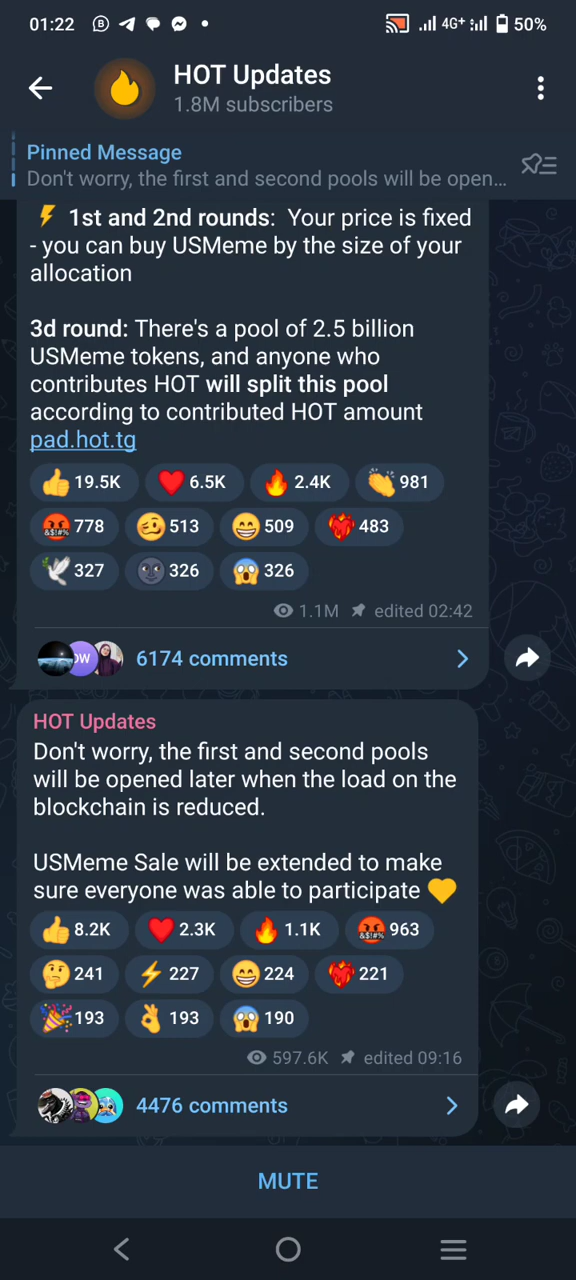 01:22
4G+
50%
HOT Updates
1.8M subscribers
Pinned Message
Don't worry, the first and second pools will be open...
⚡ 1st and 2nd rounds:  Your price is fixed
- you can buy USMeme by the size of your
allocation
3d round: There's a pool of 2.5 billion
USMeme tokens, and anyone who
contributes HOT will split this pool
according to contributed HOT amount
pad.hot.tg
👍 19.5K ❤️ 6.5K 🔥 2.4K 👏 981
🤬 778 🥴 513 😁 509 ❤️‍🔥 483
🕊 327 🌚 326 😱 326
1.1M edited 02:42
OW
6174 comments
HOT Updates
Don't worry, the first and second pools
will be opened later when the load on the
blockchain is reduced.
USMeme Sale will be extended to make
sure everyone was able to participate 💛
👍 8.2K ❤️ 2.3K 🔥 1.1K 🤬 963
🤔 241 ⚡ 227 😁 224 ❤️‍🔥 221
🎉 193 👌 193 😱 190
597.6K edited 09:16
4476 comments
MUTE